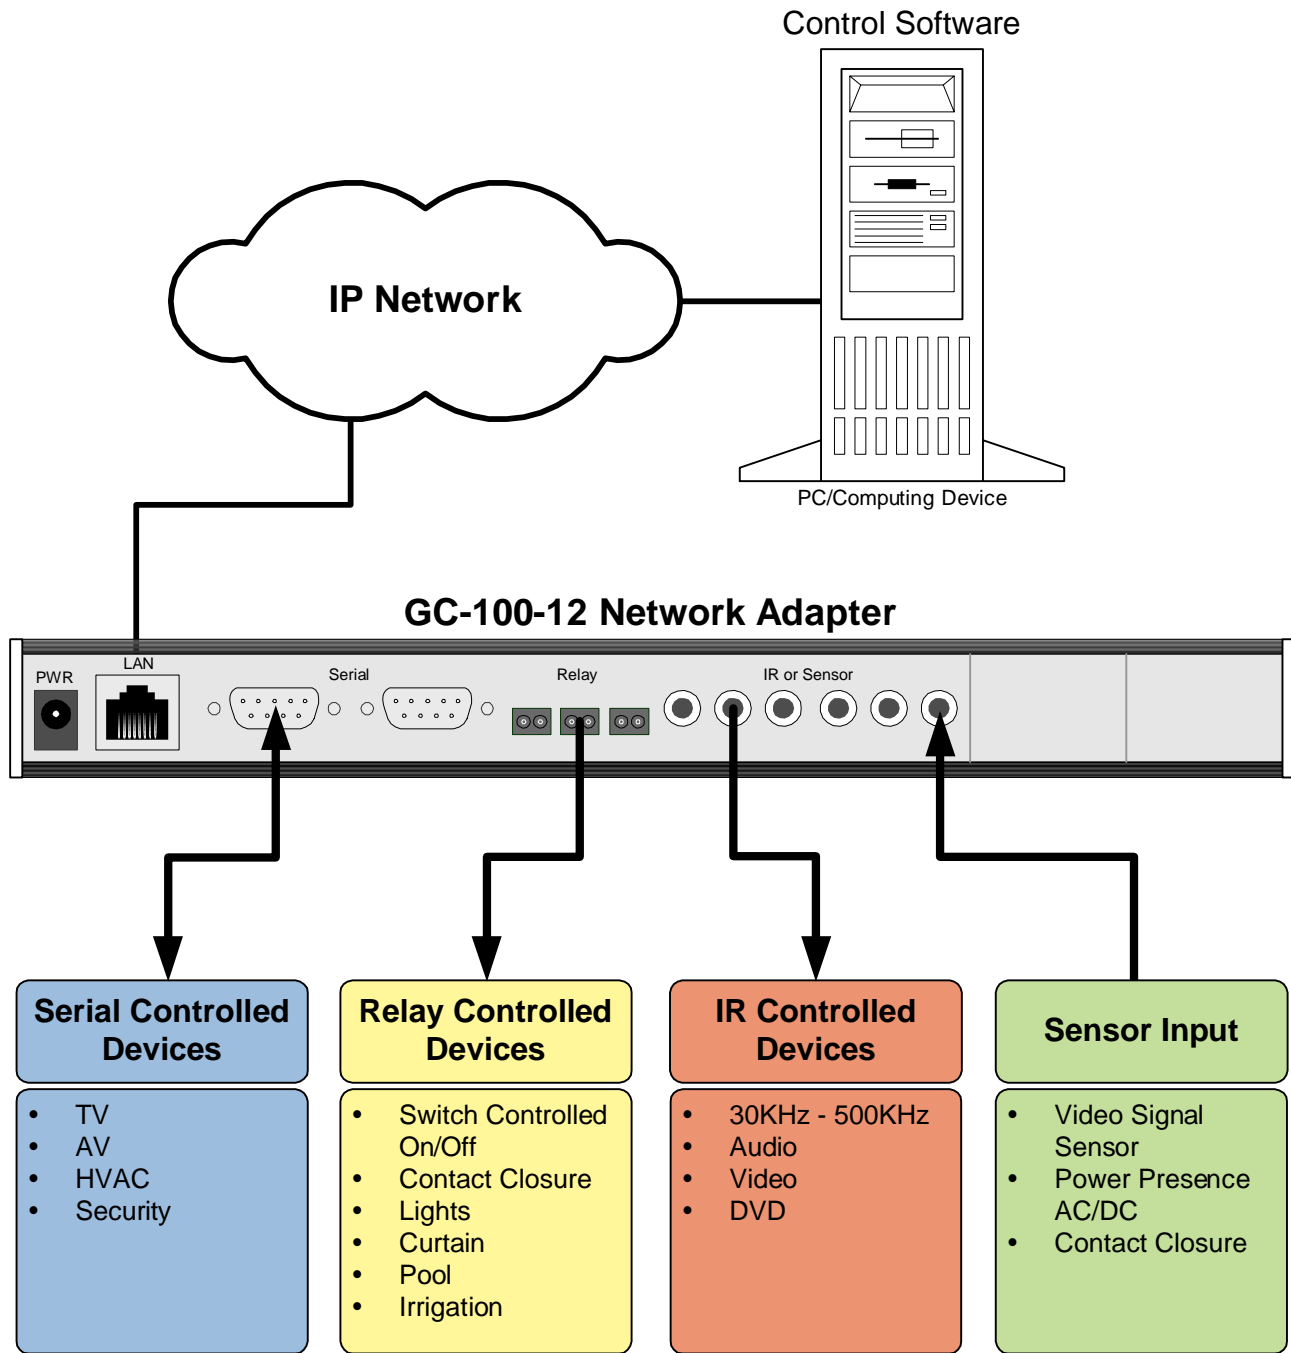 Control Software
IP Network
PC/Computing Device
GC-100-12 Network Adapter
PWR
LAN
Serial
Relay
IR or Sensor
Serial Controlled
Devices
• TV
• AV
• HVAC
• Security
Relay Controlled
Devices
• Switch Controlled
On/Off
• Contact Closure
• Lights
• Curtain
• Pool
• Irrigation
IR Controlled
Devices
• 30KHz - 500KHz
• Audio
• Video
• DVD
Sensor Input
• Video Signal
Sensor
• Power Presence
AC/DC
• Contact Closure